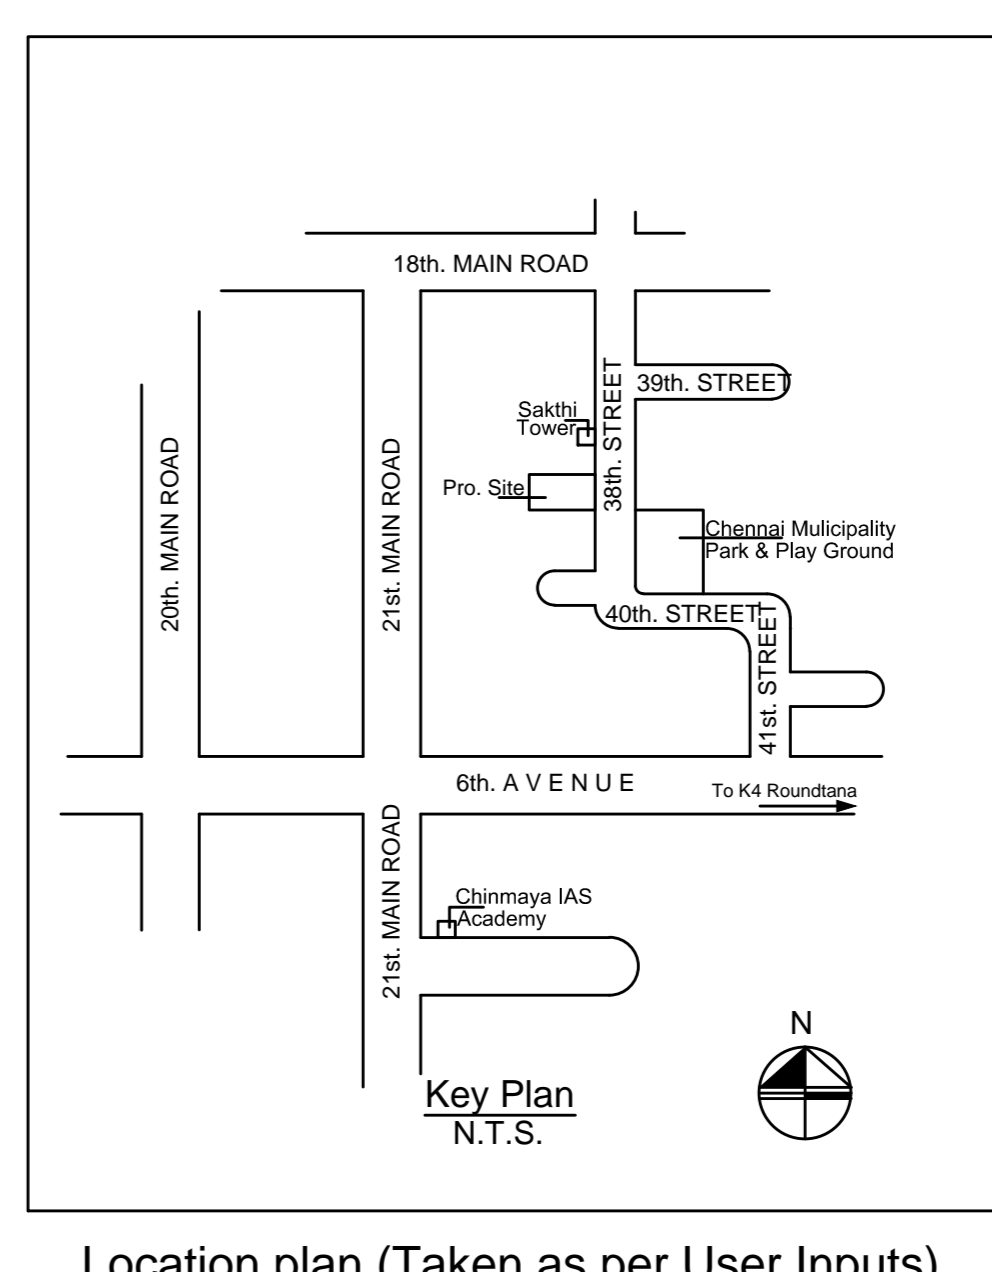 18th. MAIN ROAD
39th. STREET
38th. STREET
Sakthi
Tower
Pro. Site
20th. MAIN ROAD
21st. MAIN ROAD
Chennai Mulicipality
Park & Play Ground
40th. STREET
41st. STREET
6th. A V E N U E
To K4 Roundtana
21st. MAIN ROAD
Chinmaya IAS
Academy
N
Key Plan
N.T.S.
Location plan (Taken as per User Inputs)